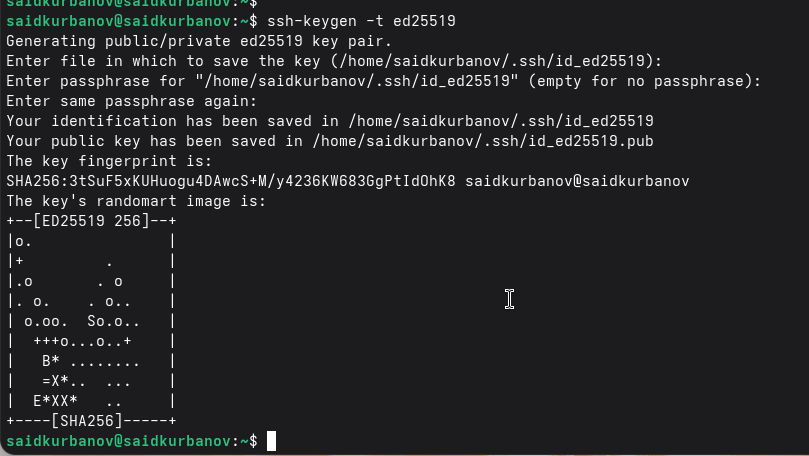 saidkurbanov@saidkurbanov:~$
saidkurbanov@saidkurbanov:~$ ssh-keygen -t ed25519
Generating public/private ed25519 key pair.
Enter file in which to save the key (/home/saidkurbanov/.ssh/id_ed25519):
Enter passphrase for "/home/saidkurbanov/.ssh/id_ed25519" (empty for no passphrase):
Enter same passphrase again:
Your identification has been saved in /home/saidkurbanov/.ssh/id_ed25519
Your public key has been saved in /home/saidkurbanov/.ssh/id_ed25519.pub
The key fingerprint is:
SHA256:3tSuF5xKUHuogu4DAwcS+M/y4236KW683GgPtIdOhK8 saidkurbanov@saidkurbanov
The key's randomart image is:
+--[ED25519 256]--+
|o.               |
|+         .      |
|.o       . o     |
|. o.    . o..    |
| o.oo.  So.o..   |
|  +++o...o..+    |
|   B* ........   |
|   =X*..  ...    |
|  E*XX*   ..     |
+----[SHA256]-----+
saidkurbanov@saidkurbanov:~$